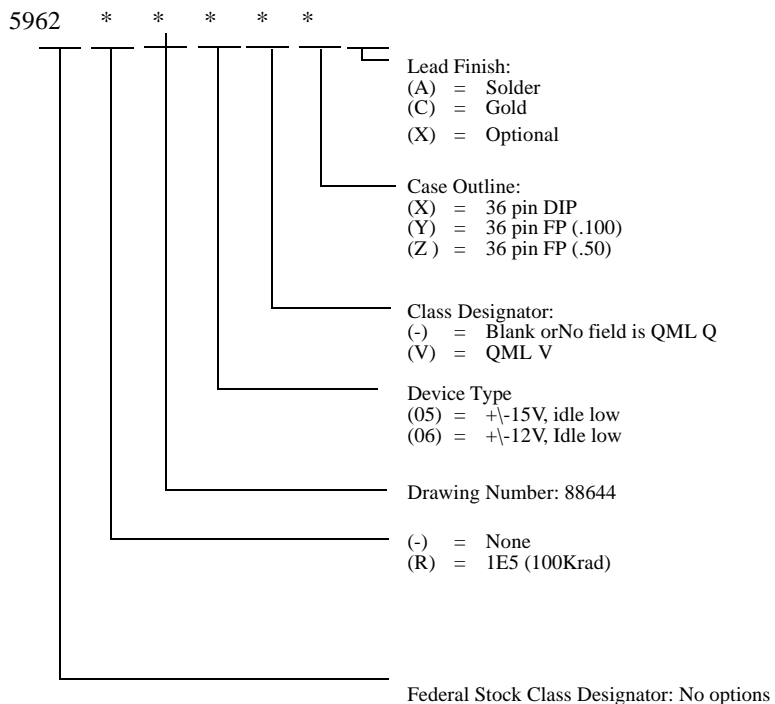 5962 * * * * *
Lead Finish:
(A) = Solder
(C) = Gold
(X) = Optional
Case Outline:
(X) = 36 pin DIP
(Y) = 36 pin FP (.100)
(Z ) = 36 pin FP (.50)
Class Designator:
(-) = Blank orNo field is QML Q
(V) = QML V
Device Type
(05) = +\-15V, idle low
(06) = +\-12V, Idle low
Drawing Number: 88644
(-) = None
(R) = 1E5 (100Krad)
Federal Stock Class Designator: No options